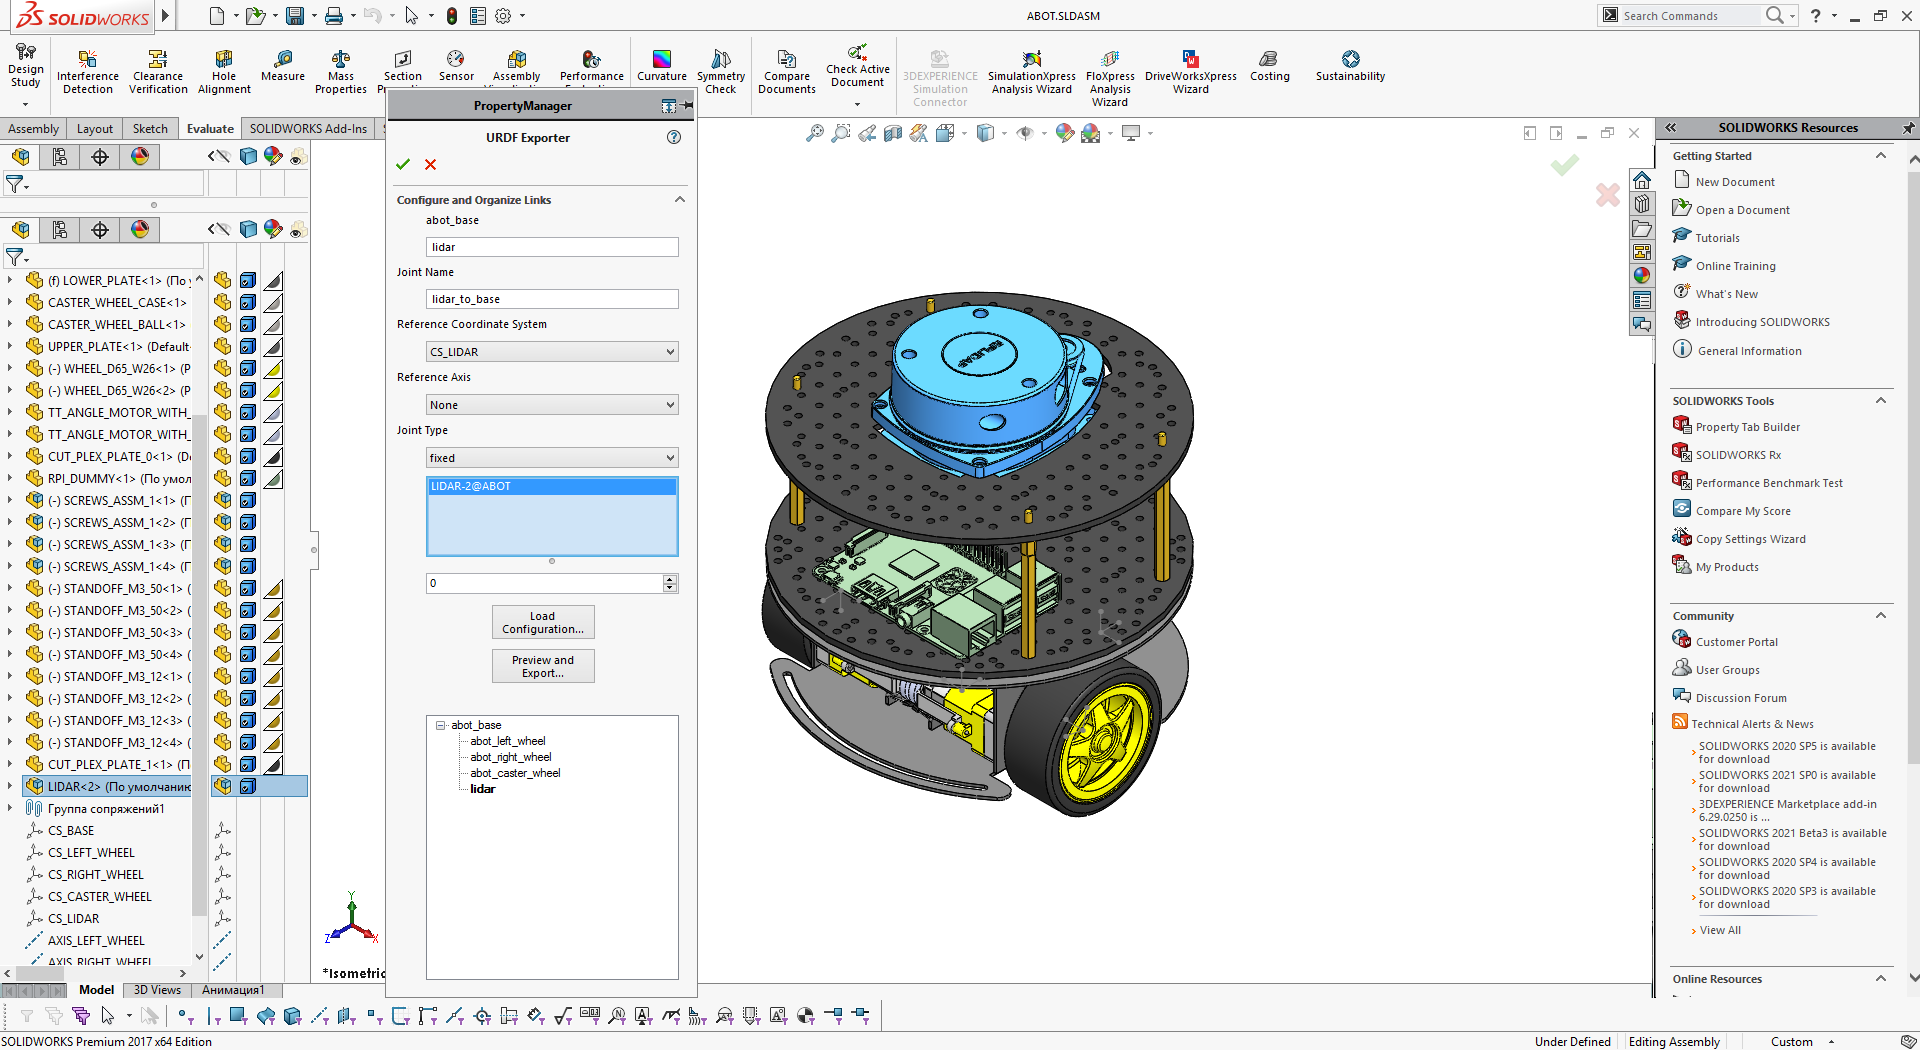 SOLIDWORKS
ABOT.SLDASM
Search Commands
Design Study
Interference Detection
Clearance Verification
Hole Alignment
Measure
Mass Properties
Section
Sensor
Assembly
Performance
Curvature
Symmetry Check
Compare Documents
Check Active Document
3DEXPERIENCE Simulation Connector
SimulationXpress Analysis Wizard
FloXpress Analysis Wizard
DriveWorksXpress Wizard
Costing
Sustainability
Assembly
Layout
Sketch
Evaluate
SOLIDWORKS Add-Ins
(f) LOWER_PLATE<1> (По
CASTER_WHEEL_CASE<1>
CASTER_WHEEL_BALL<1>
UPPER_PLATE<1> (Default
(-) WHEEL_D65_W26<1> (P
(-) WHEEL_D65_W26<2> (P
TT_ANGLE_MOTOR_WITH_
TT_ANGLE_MOTOR_WITH_
CUT_PLEX_PLATE_0<1> (D
RPI_DUMMY<1> (По умол
(-) SCREWS_ASSM_1<1> (П
(-) SCREWS_ASSM_1<2> (П
(-) SCREWS_ASSM_1<3> (П
(-) SCREWS_ASSM_1<4> (П
(-) STANDOFF_M3_50<1> (
(-) STANDOFF_M3_50<2> (
(-) STANDOFF_M3_50<3> (
(-) STANDOFF_M3_50<4> (
(-) STANDOFF_M3_12<1> (
(-) STANDOFF_M3_12<2> (
(-) STANDOFF_M3_12<3> (
(-) STANDOFF_M3_12<4> (
CUT_PLEX_PLATE_1<1> (П
LIDAR<2> (По умолчанию
Группа сопряжений1
CS_BASE
CS_LEFT_WHEEL
CS_RIGHT_WHEEL
CS_CASTER_WHEEL
CS_LIDAR
AXIS_LEFT_WHEEL
AXIS_RIGHT_WHEEL
PropertyManager
URDF Exporter
Configure and Organize Links
abot_base
lidar
Joint Name
lidar_to_base
Reference Coordinate System
CS_LIDAR
Reference Axis
None
Joint Type
fixed
LIDAR-2@ABOT
0
Load Configuration...
Preview and Export...
abot_base
abot_left_wheel
abot_right_wheel
abot_caster_wheel
lidar
RPLIDAR
Y
Z
X
*Isometric
SOLIDWORKS Resources
Getting Started
New Document
Open a Document
Tutorials
Online Training
What's New
Introducing SOLIDWORKS
General Information
SOLIDWORKS Tools
Property Tab Builder
SOLIDWORKS Rx
Performance Benchmark Test
Compare My Score
Copy Settings Wizard
My Products
Community
Customer Portal
User Groups
Discussion Forum
Technical Alerts & News
SOLIDWORKS 2020 SP5 is available
for download
SOLIDWORKS 2021 SP0 is available
for download
3DEXPERIENCE Marketplace add-in
6.29.0250 is ...
SOLIDWORKS 2021 Beta3 is available
for download
SOLIDWORKS 2020 SP4 is available
for download
SOLIDWORKS 2020 SP3 is available
for download
View All
Online Resources
Model
3D Views
Анимация1
SOLIDWORKS Premium 2017 x64 Edition
Under Defined
Editing Assembly
Custom